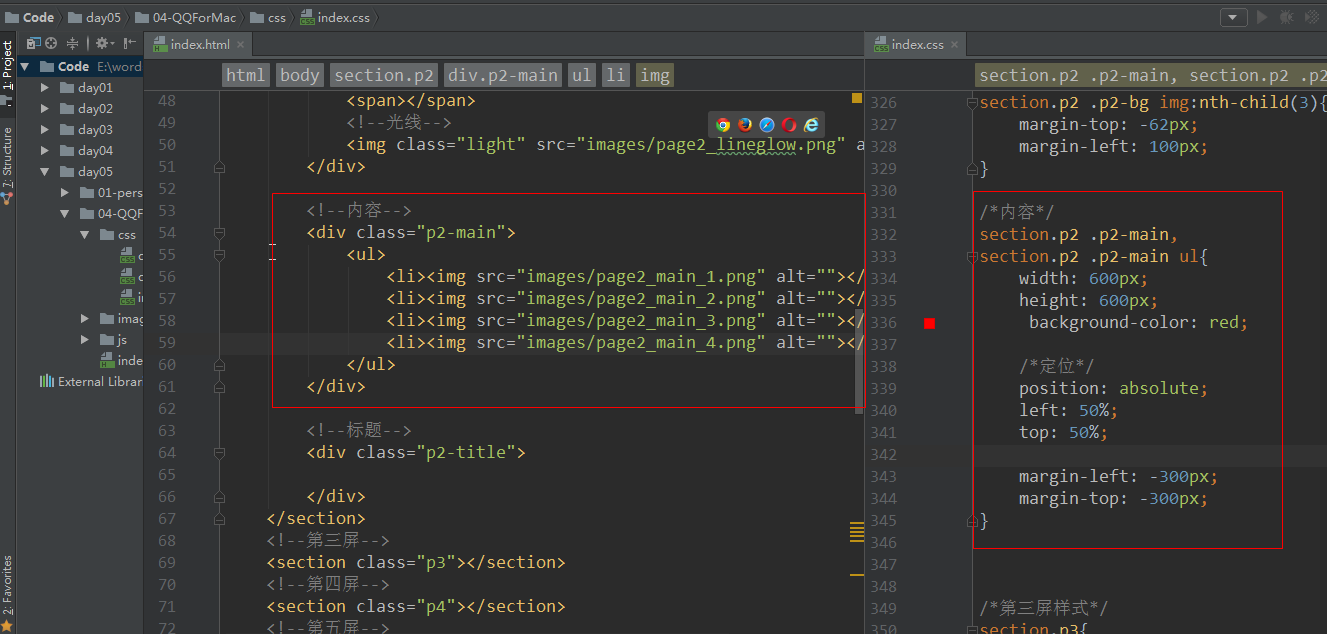 Code day05 04-QQForMac css index.css
1: Project
7: Structure
2: Favorites
Code E:\word
day01
day02
day03
day04
day05
01-pers
04-QQF
css
imag
js
inde
External Librar
index.html
html body section.p2 div.p2-main ul li img
48 <span></span>
49 <!--光线-->
50 <img class="light" src="images/page2_lineglow.png" a
51 </div>
52
53 <!--内容-->
54 <div class="p2-main">
55 <ul>
56 <li><img src="images/page2_main_1.png" alt=""></
57 <li><img src="images/page2_main_2.png" alt=""></
58 <li><img src="images/page2_main_3.png" alt=""></
59 <li><img src="images/page2_main_4.png" alt=""></
60 </ul>
61 </div>
62
63 <!--标题-->
64 <div class="p2-title">
65
66 </div>
67 </section>
68 <!--第三屏-->
69 <section class="p3"></section>
70 <!--第四屏-->
71 <section class="p4"></section>
72 <!--第五屏-->
index.css
section.p2 .p2-main, section.p2 .p2
326 section.p2 .p2-bg img:nth-child(3){
327 margin-top: -62px;
328 margin-left: 100px;
329 }
330
331 /*内容*/
332 section.p2 .p2-main,
333 section.p2 .p2-main ul{
334 width: 600px;
335 height: 600px;
336 background-color: red;
337
338 /*定位*/
339 position: absolute;
340 left: 50%;
341 top: 50%;
342
343 margin-left: -300px;
344 margin-top: -300px;
345 }
346
347
348
349 /*第三屏样式*/
350 section.p3{